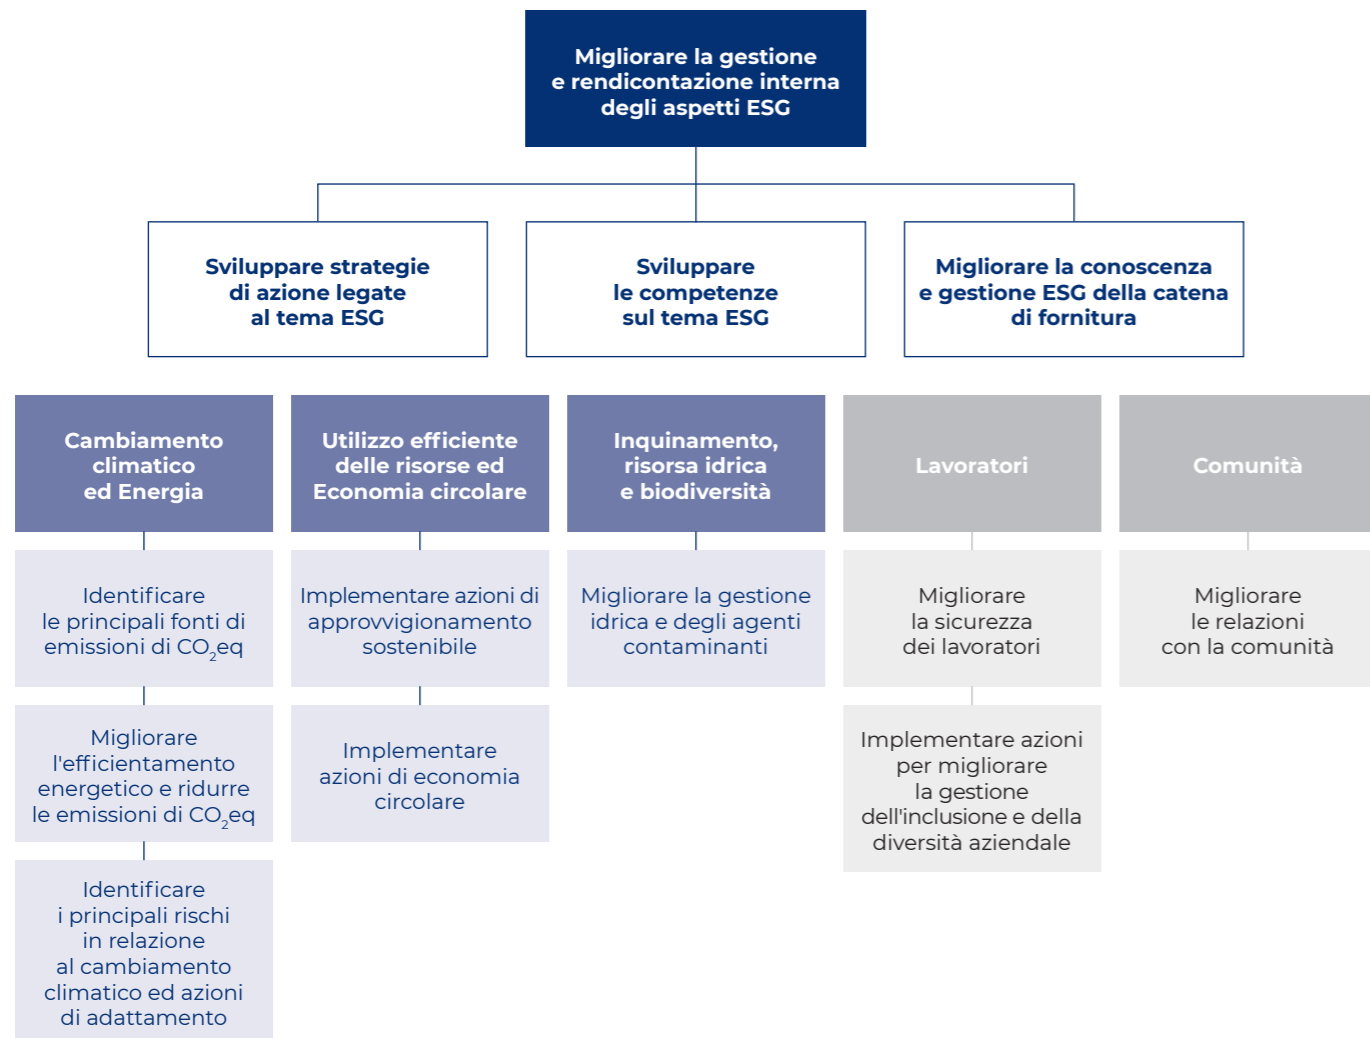 Migliorare la gestione
e rendicontazione interna
degli aspetti ESG
Sviluppare strategie
di azione legate
al tema ESG
Sviluppare
le competenze
sul tema ESG
Migliorare la conoscenza
e gestione ESG della catena
di fornitura
Cambiamento
climatico
ed Energia
Utilizzo efficiente
delle risorse ed
Economia circolare
Inquinamento,
risorsa idrica
e biodiversità
Lavoratori
Comunità
Identificare
le principali fonti di
emissioni di CO₂eq
Implementare azioni di
approvvigionamento
sostenibile
Migliorare la gestione
idrica e degli agenti
contaminanti
Migliorare
la sicurezza
dei lavoratori
Migliorare
le relazioni
con la comunità
Migliorare
l'efficientamento
energetico e ridurre
le emissioni di CO₂eq
Implementare
azioni di economia
circolare
Implementare azioni
per migliorare
la gestione
dell'inclusione e della
diversità aziendale
Identificare
i principali rischi
in relazione
al cambiamento
climatico ed azioni
di adattamento